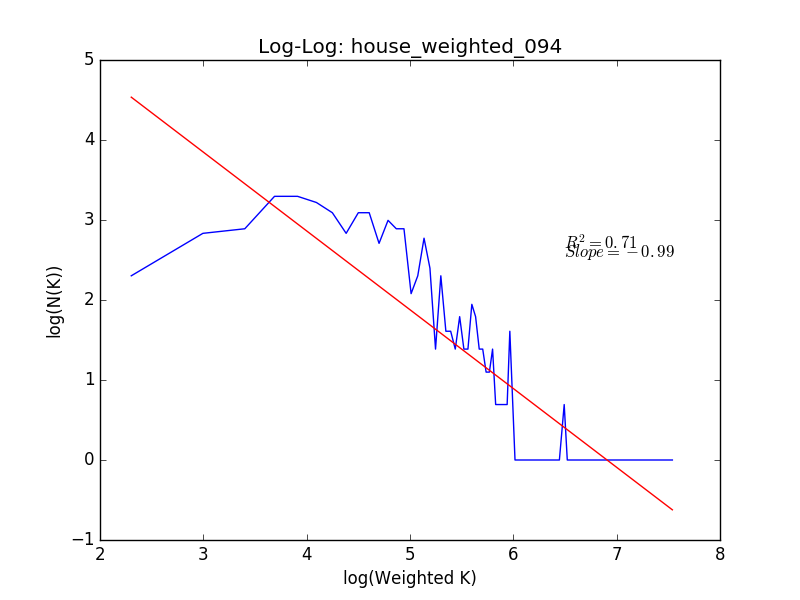 Log-Log: house_weighted_094
5
4
3
2
1
0
−1
log(N(K))
R² = 0.71
Slope = −0.99
2 3 4 5 6 7 8
log(Weighted K)